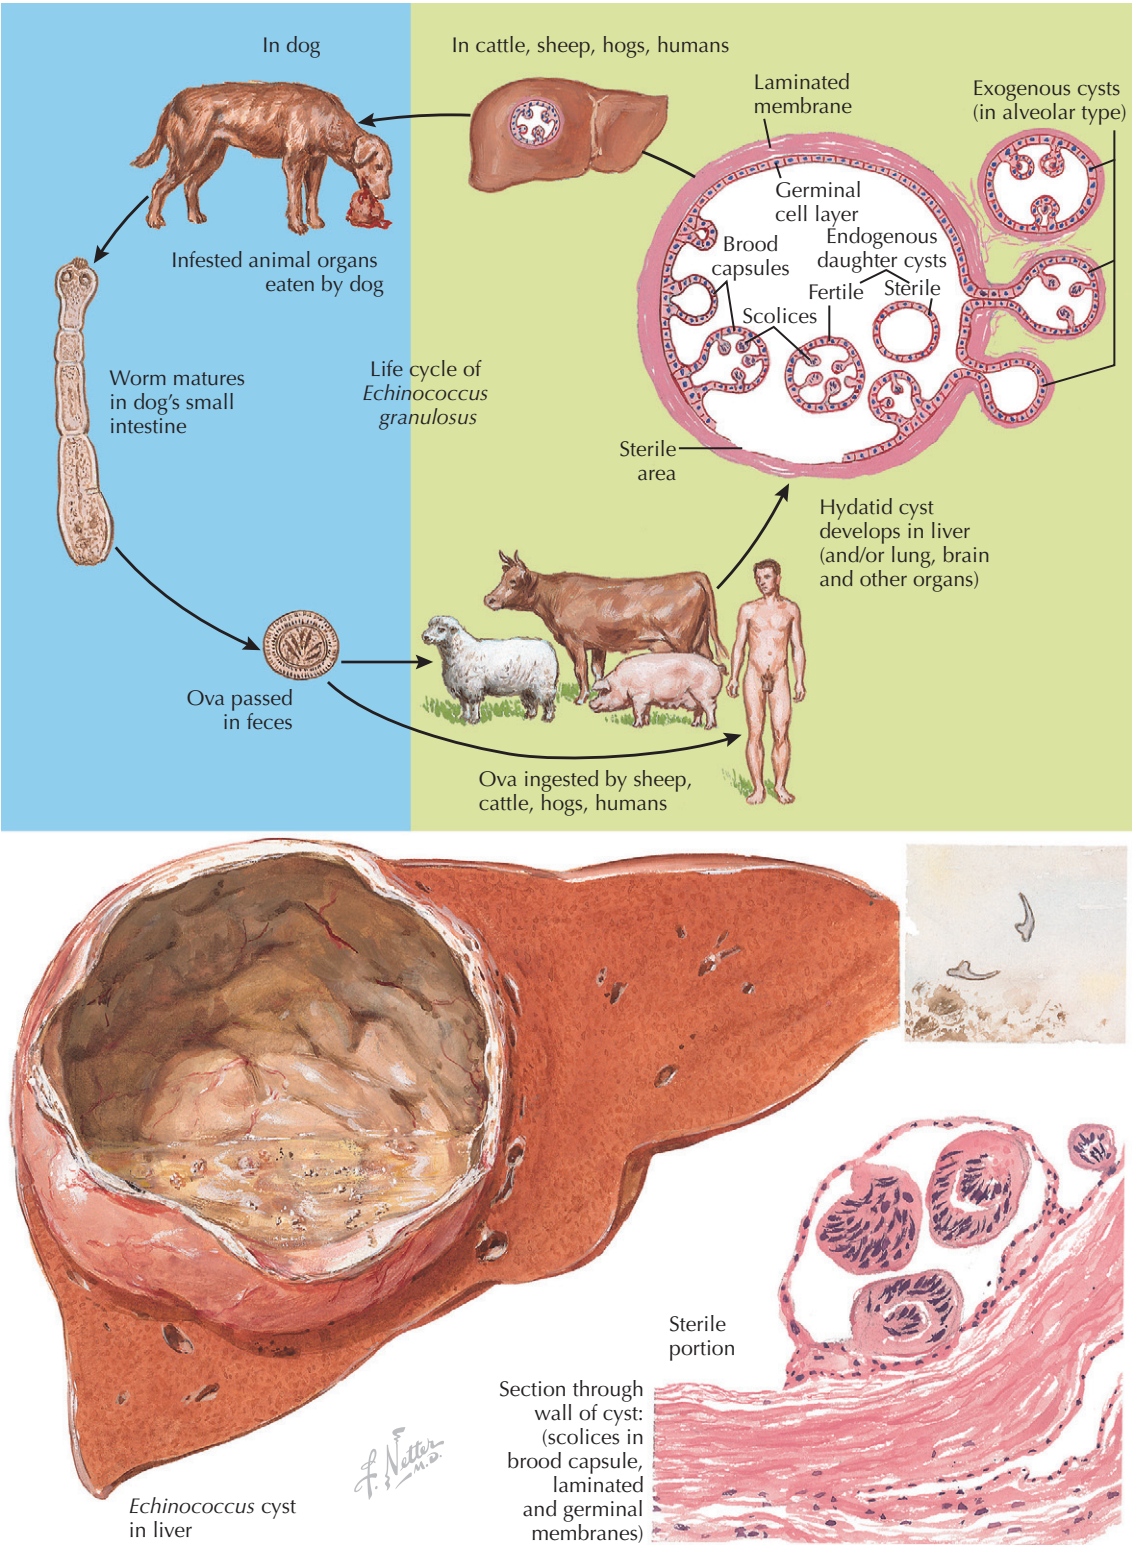 In dog
In cattle, sheep, hogs, humans
Laminated
membrane
Exogenous cysts
(in alveolar type)
Germinal
cell layer
Brood
capsules
Endogenous
daughter cysts
Fertile
Sterile
Scolices
Infested animal organs
eaten by dog
Worm matures
in dog’s small
intestine
Life cycle of
Echinococcus
granulosus
Sterile
area
Hydatid cyst
develops in liver
(and/or lung, brain
and other organs)
Ova passed
in feces
Ova ingested by sheep,
cattle, hogs, humans
Sterile
portion
Section through
wall of cyst:
(scolices in
brood capsule,
laminated
and germinal
membranes)
Echinococcus cyst
in liver
F. Netter
M.D.